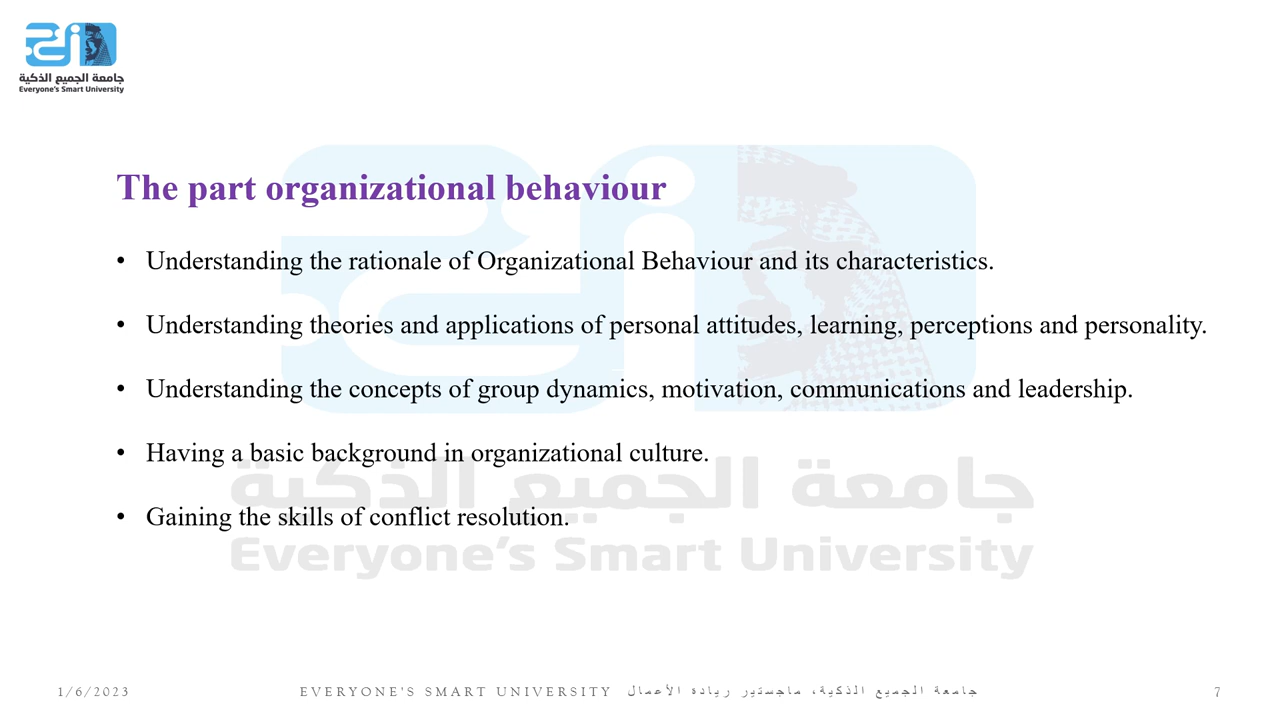 جامعة الجميع الذكية
Everyone's Smart University
The part organizational behaviour
• Understanding the rationale of Organizational Behaviour and its characteristics.
• Understanding theories and applications of personal attitudes, learning, perceptions and personality.
• Understanding the concepts of group dynamics, motivation, communications and leadership.
• Having a basic background in organizational culture.
• Gaining the skills of conflict resolution.
جامعة الجميع الذكية
Everyone's Smart University
1/6/2023
EVERYONE'S SMART UNIVERSITY جامعة الجميع الذكية، ماجستير ريادة الأعمال
7